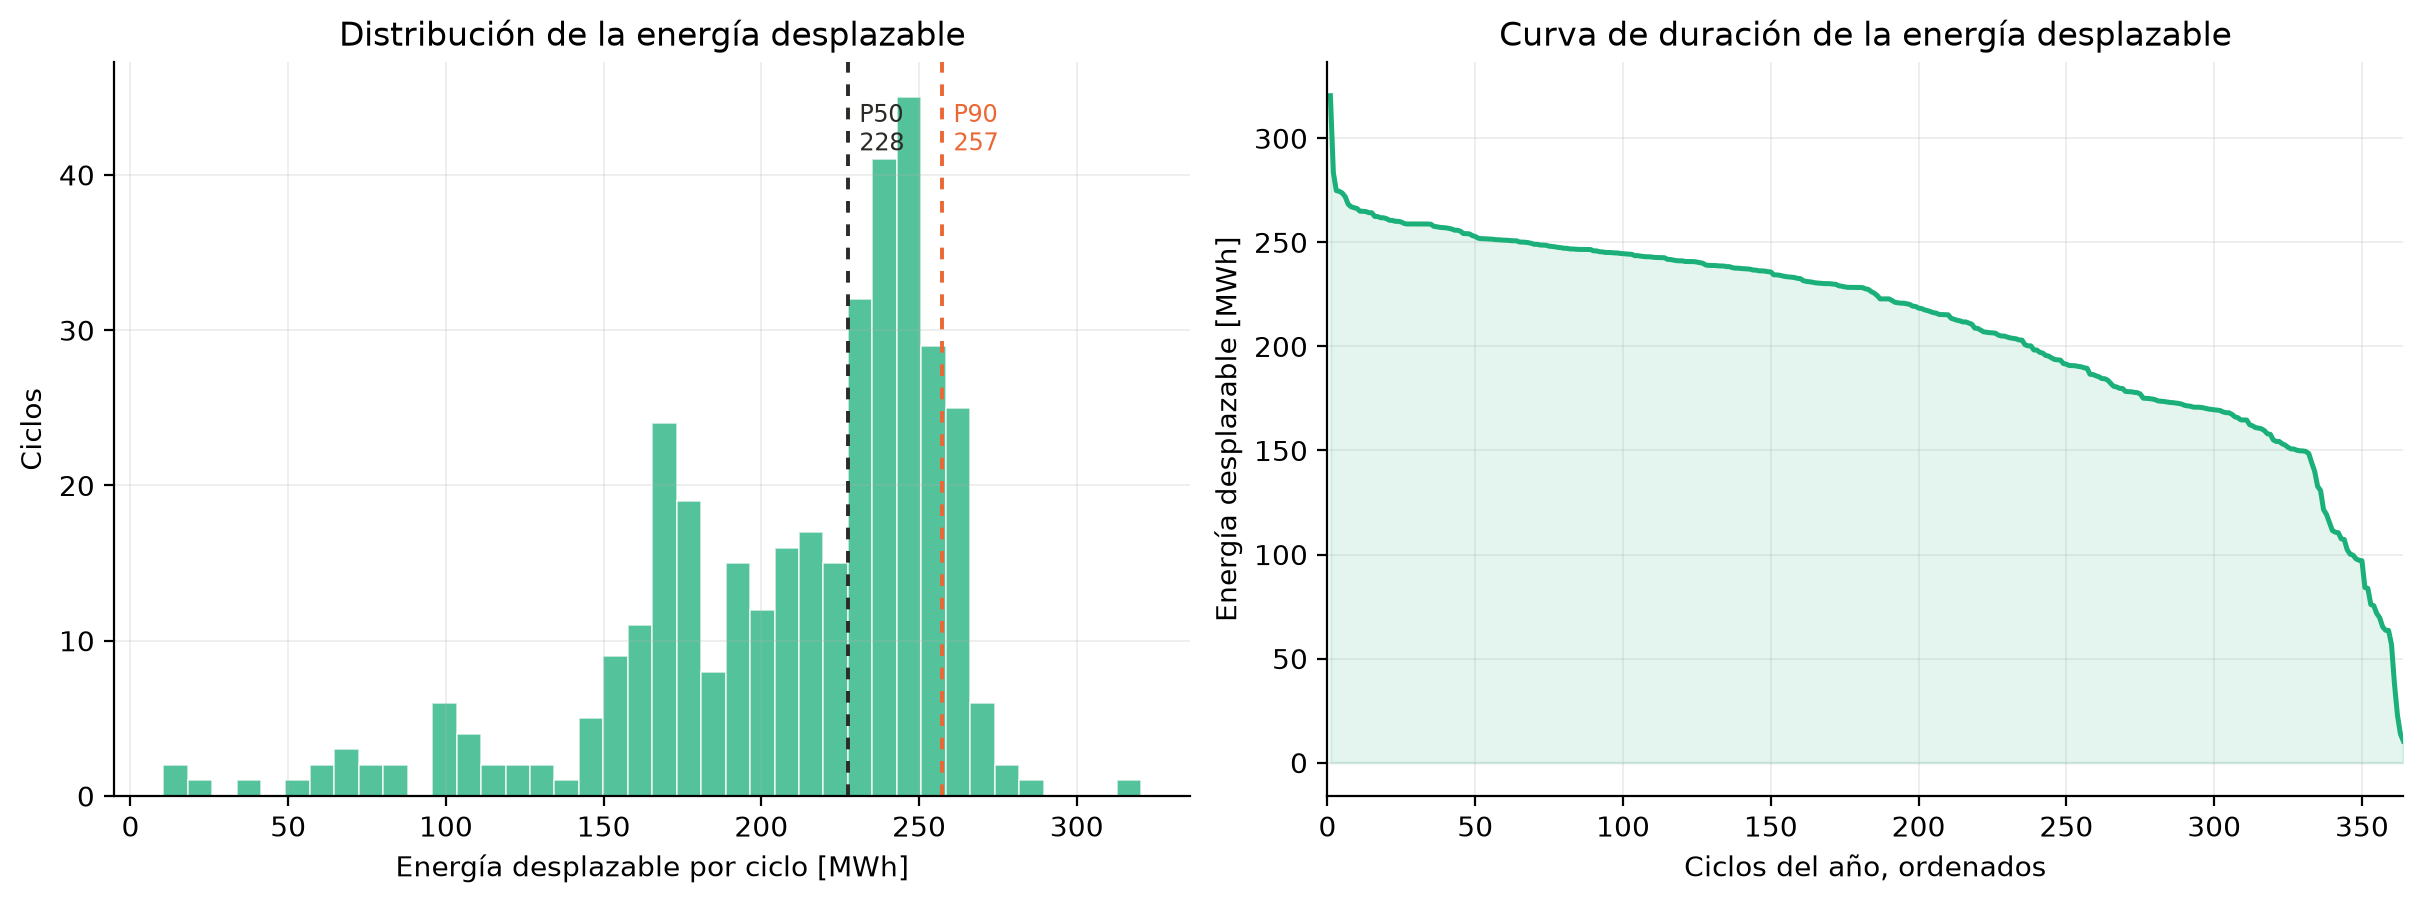 Distribución de la energía desplazable
P50
228
P90
257
40
30
20
10
0
Ciclos
0 50 100 150 200 250 300
Energía desplazable por ciclo [MWh]
Curva de duración de la energía desplazable
300
250
200
150
100
50
0
Energía desplazable [MWh]
0 50 100 150 200 250 300 350
Ciclos del año, ordenados